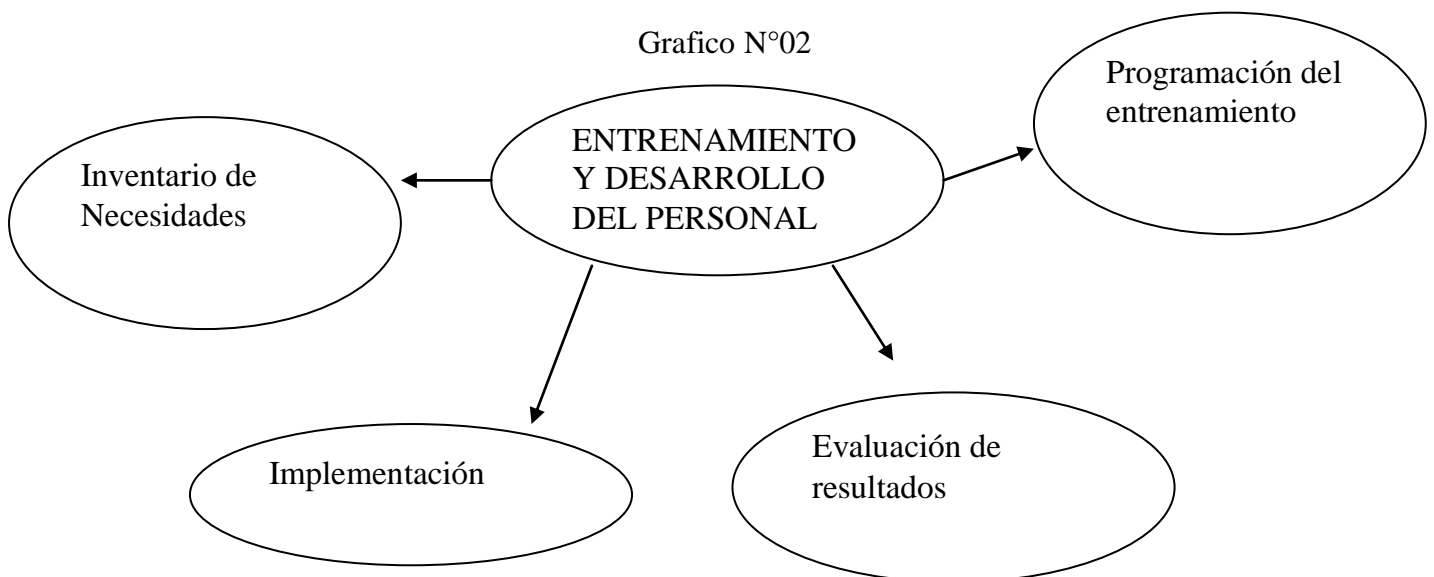 Grafico N°02
Inventario de
Necesidades
ENTRENAMIENTO
Y DESARROLLO
DEL PERSONAL
Programación del
entrenamiento
Implementación
Evaluación de
resultados